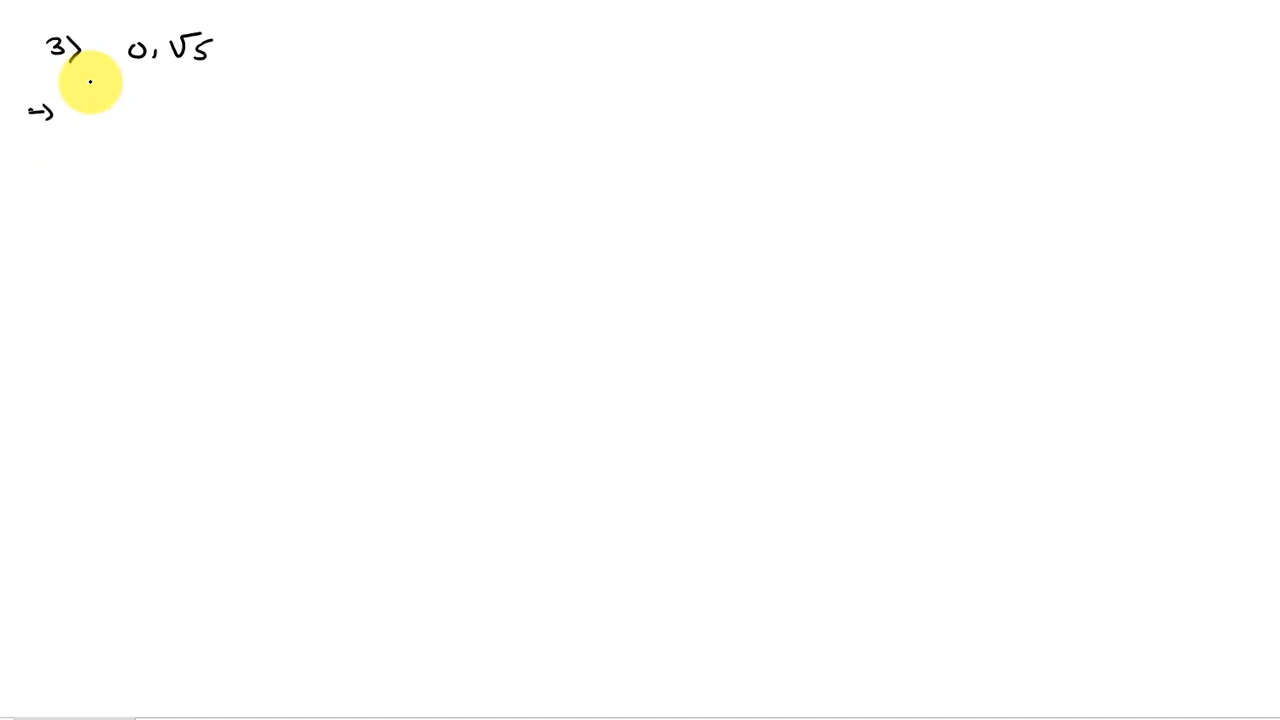 3) 0, √5
→